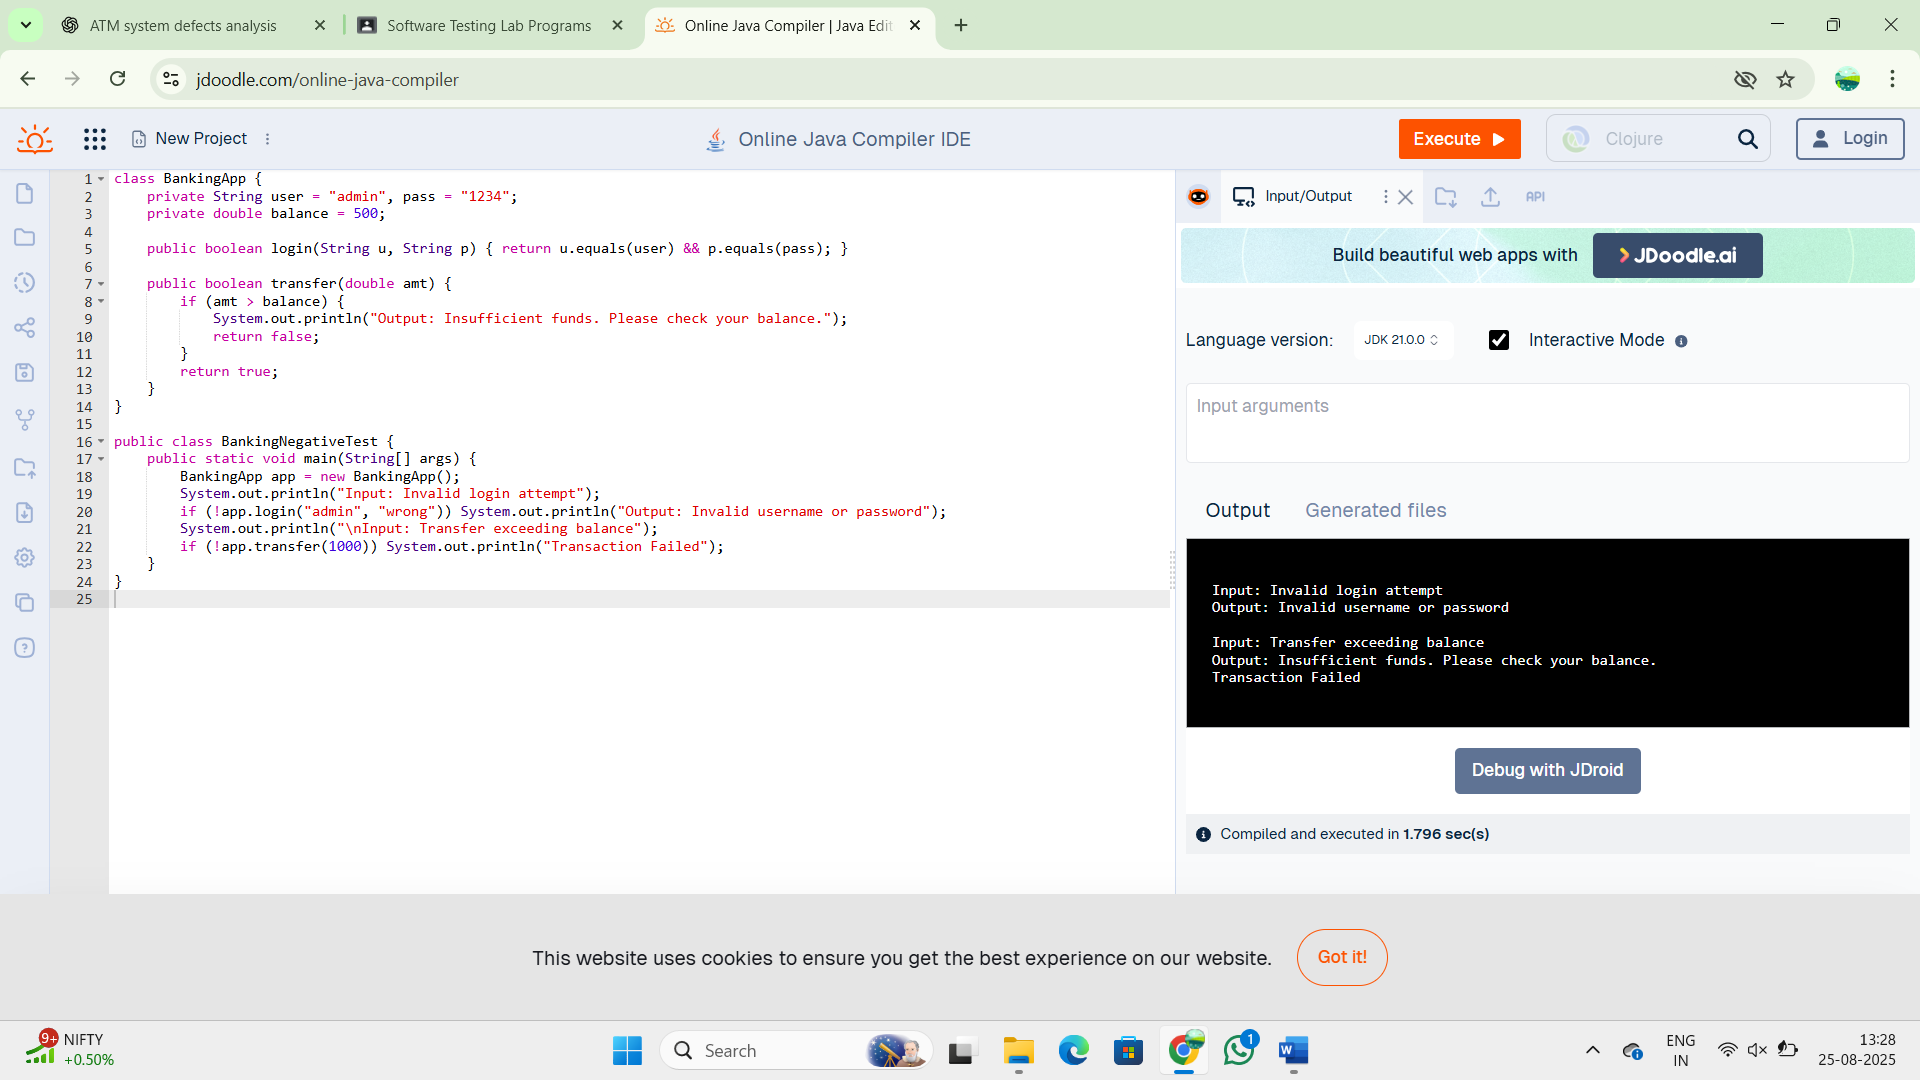 ATM system defects analysis
Software Testing Lab Programs
Online Java Compiler | Java Edit
jdoodle.com/online-java-compiler
New Project
Online Java Compiler IDE
Execute
Clojure
Login
1 class BankingApp {
2 private String user = "admin", pass = "1234";
3 private double balance = 500;
4
5 public boolean login(String u, String p) { return u.equals(user) && p.equals(pass); }
6
7 public boolean transfer(double amt) {
8 if (amt > balance) {
9 System.out.println("Output: Insufficient funds. Please check your balance.");
10 return false;
11 }
12 return true;
13 }
14 }
15
16 public class BankingNegativeTest {
17 public static void main(String[] args) {
18 BankingApp app = new BankingApp();
19 System.out.println("Input: Invalid login attempt");
20 if (!app.login("admin", "wrong")) System.out.println("Output: Invalid username or password");
21 System.out.println("\nInput: Transfer exceeding balance");
22 if (!app.transfer(1000)) System.out.println("Transaction Failed");
23 }
24 }
25
Input/Output
API
Build beautiful web apps with
JDoodle.ai
Language version:
JDK 21.0.0
Interactive Mode
Input arguments
Output
Generated files
Input: Invalid login attempt
Output: Invalid username or password
Input: Transfer exceeding balance
Output: Insufficient funds. Please check your balance.
Transaction Failed
Debug with JDroid
Compiled and executed in 1.796 sec(s)
This website uses cookies to ensure you get the best experience on our website.
Got it!
9+
NIFTY
+0.50%
Search
1
W
ENG
IN
13:28
25-08-2025